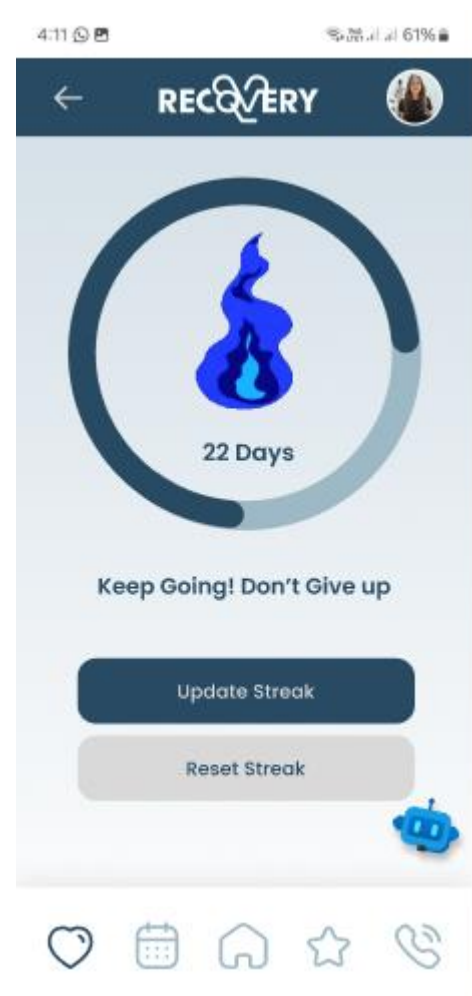 4:11
61%
RECOVERY
22 Days
Keep Going! Don't Give up
Update Streak
Reset Streak